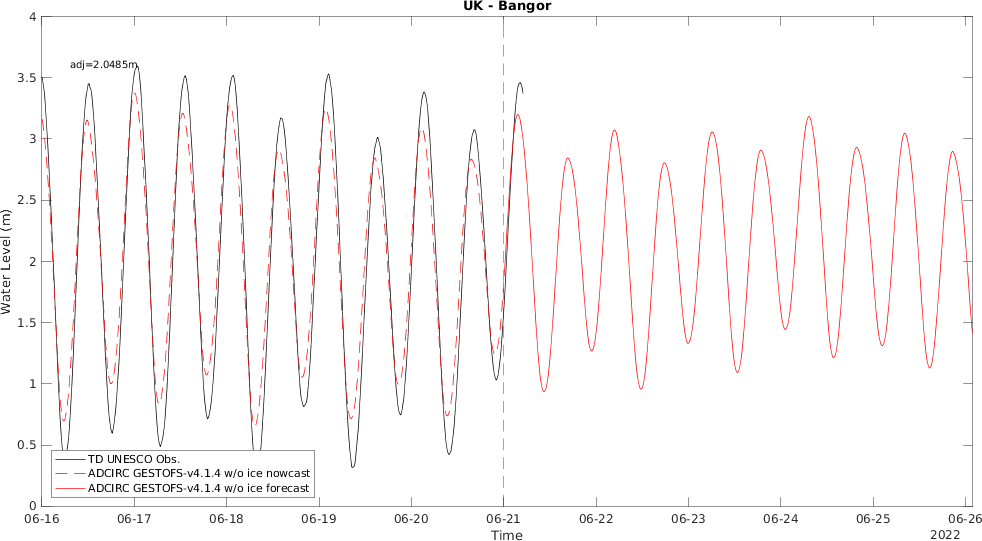 UK - Bangor
4
3.5
3
2.5
2
1.5
1
0.5
0
Water Level (m)
adj=2.0485m
TD UNESCO Obs.
ADCIRC GESTOFS-v4.1.4 w/o ice nowcast
ADCIRC GESTOFS-v4.1.4 w/o ice forecast
06-16 06-17 06-18 06-19 06-20 06-21 06-22 06-23 06-24 06-25 06-26
Time
2022